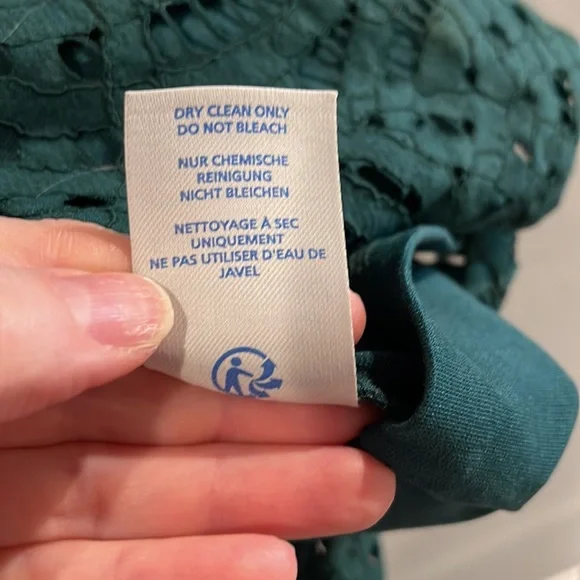 DRY CLEAN ONLY
DO NOT BLEACH
NUR CHEMISCHE
REINIGUNG
NICHT BLEICHEN
NETTOYAGE À SEC
UNIQUEMENT
NE PAS UTILISER D'EAU DE
JAVEL